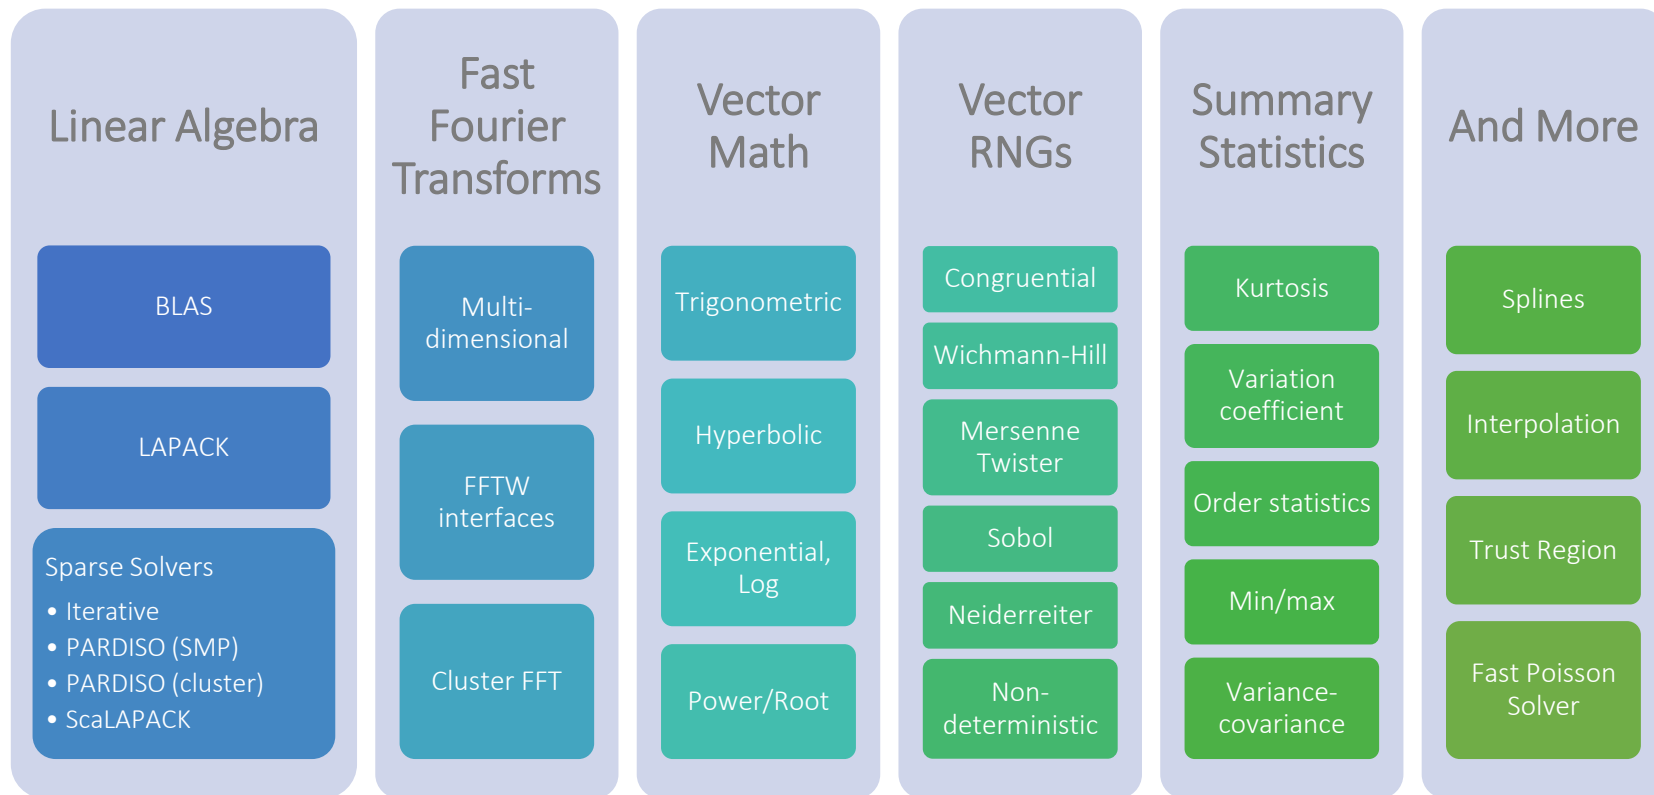 Linear Algebra
BLAS
LAPACK
Sparse Solvers
• Iterative
• PARDISO (SMP)
• PARDISO (cluster)
• ScaLAPACK
Fast
Fourier
Transforms
Multi-
dimensional
FFTW
interfaces
Cluster FFT
Vector
Math
Trigonometric
Hyperbolic
Exponential,
Log
Power/Root
Vector
RNGs
Congruential
Wichmann-Hill
Mersenne
Twister
Sobol
Neiderreiter
Non-
deterministic
Summary
Statistics
Kurtosis
Variation
coefficient
Order statistics
Min/max
Variance-
covariance
And More
Splines
Interpolation
Trust Region
Fast Poisson
Solver